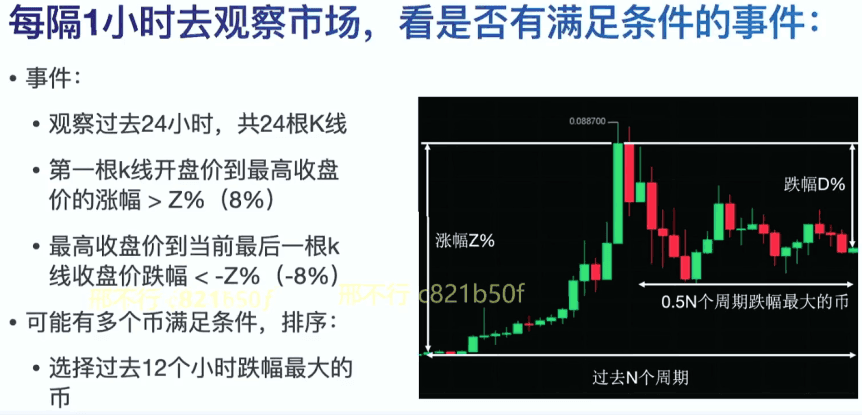 每隔1小时去观察市场，看是否有满足条件的事件：
• 事件：
• 观察过去24小时，共24根K线
• 第一根k线开盘价到最高收盘
价的涨幅 > Z%（8%）
• 最高收盘价到当前最后一根k
线收盘价跌幅 < -Z%（-8%）
• 可能有多个币满足条件，排序：
• 选择过去12个小时跌幅最大的
币
0.088700
涨幅Z%
跌幅D%
0.5N个周期跌幅最大的币
过去N个周期
邢不行 c821b50f
邢不行 c821b50f